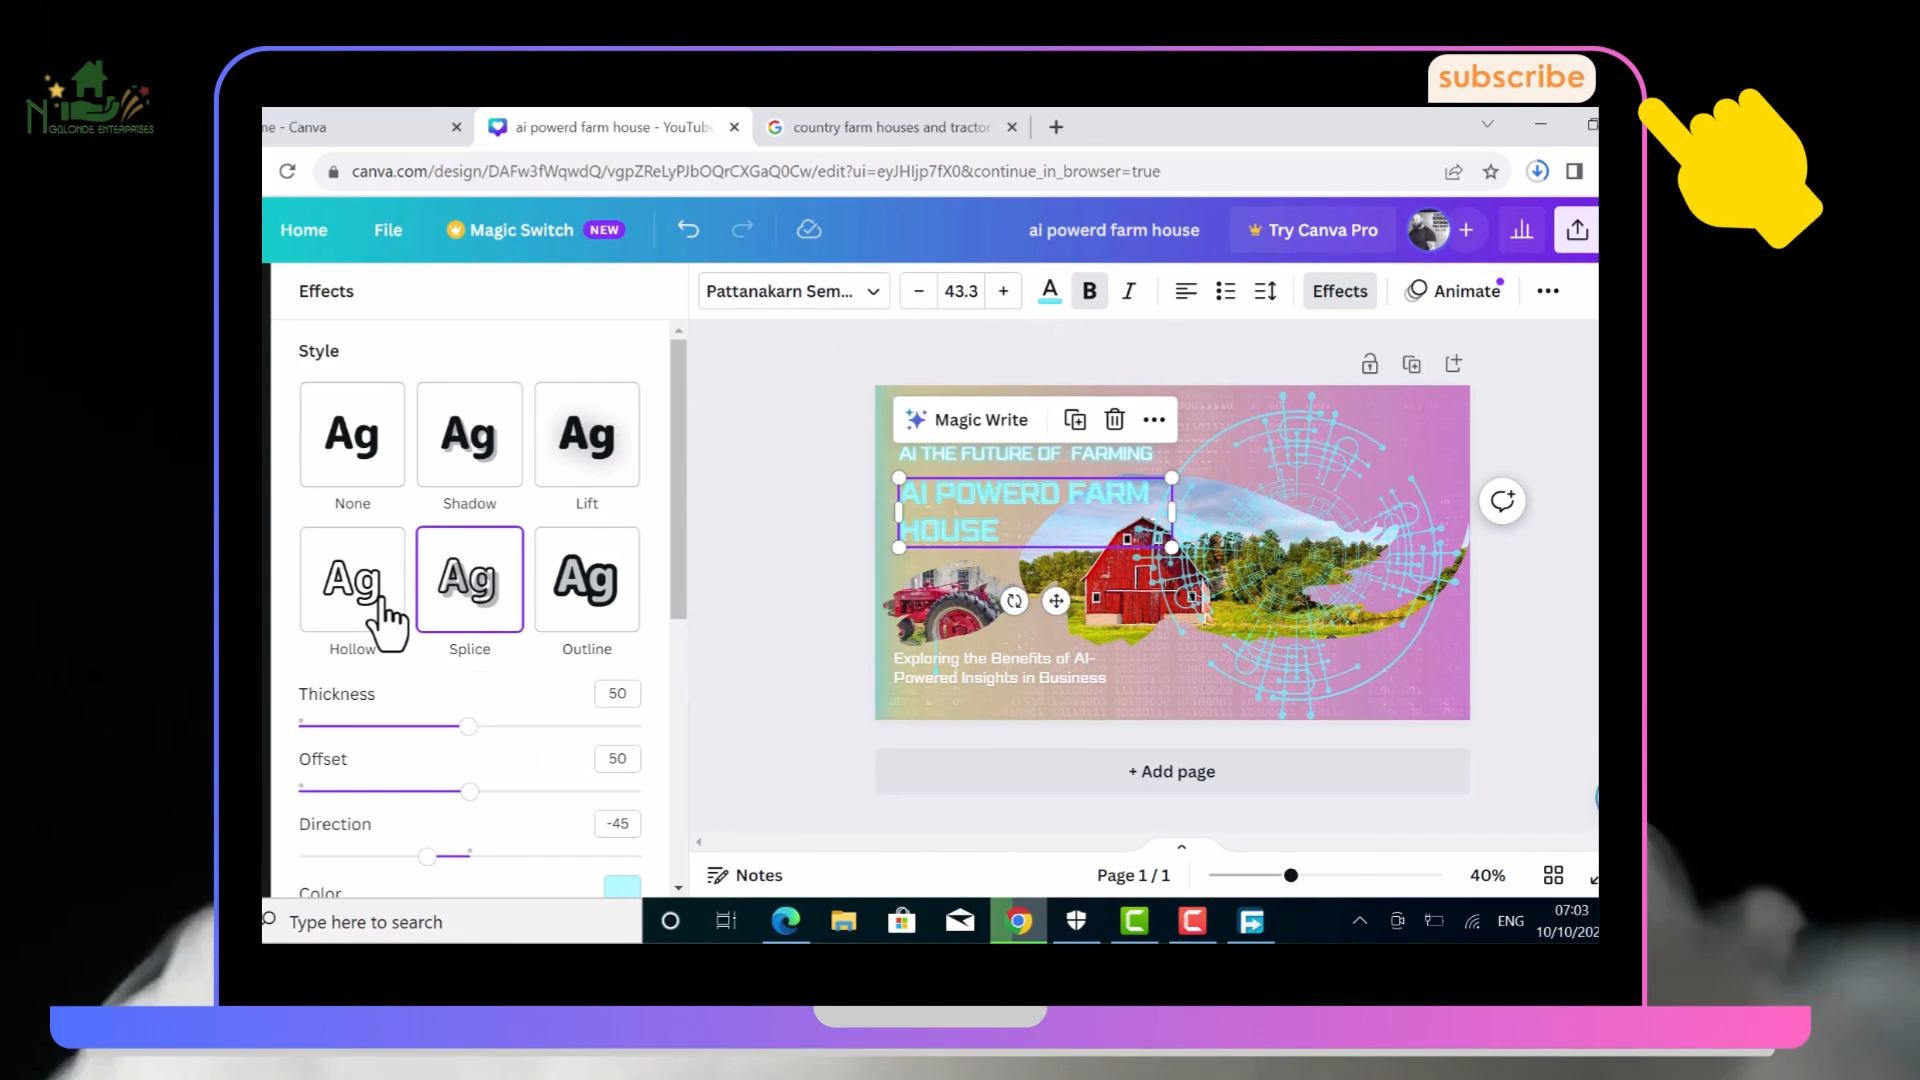 subscribe
NGOLONDE ENTERPRISES
ne - Canva
ai powerd farm house - YouTub
country farm houses and tractor
canva.com/design/DAFw3fWqwdQ/vgpZReLyPJbOQrCXGaQ0Cw/edit?ui=eyJHIjp7fX0&continue_in_browser=true
Home File Magic Switch NEW ai powerd farm house Try Canva Pro
Effects
Pattanakarn Sem... 43.3 A B I Effects Animate
Style
Ag Ag Ag
None Shadow Lift
Ag Ag Ag
Hollow Splice Outline
Thickness 50
Offset 50
Direction -45
Color
Magic Write
AI THE FUTURE OF FARMING
AI POWERD FARM
HOUSE
Exploring the Benefits of AI-
Powered Insights in Business
+ Add page
Notes Page 1 / 1 40%
Type here to search
ENG
07:03
10/10/202